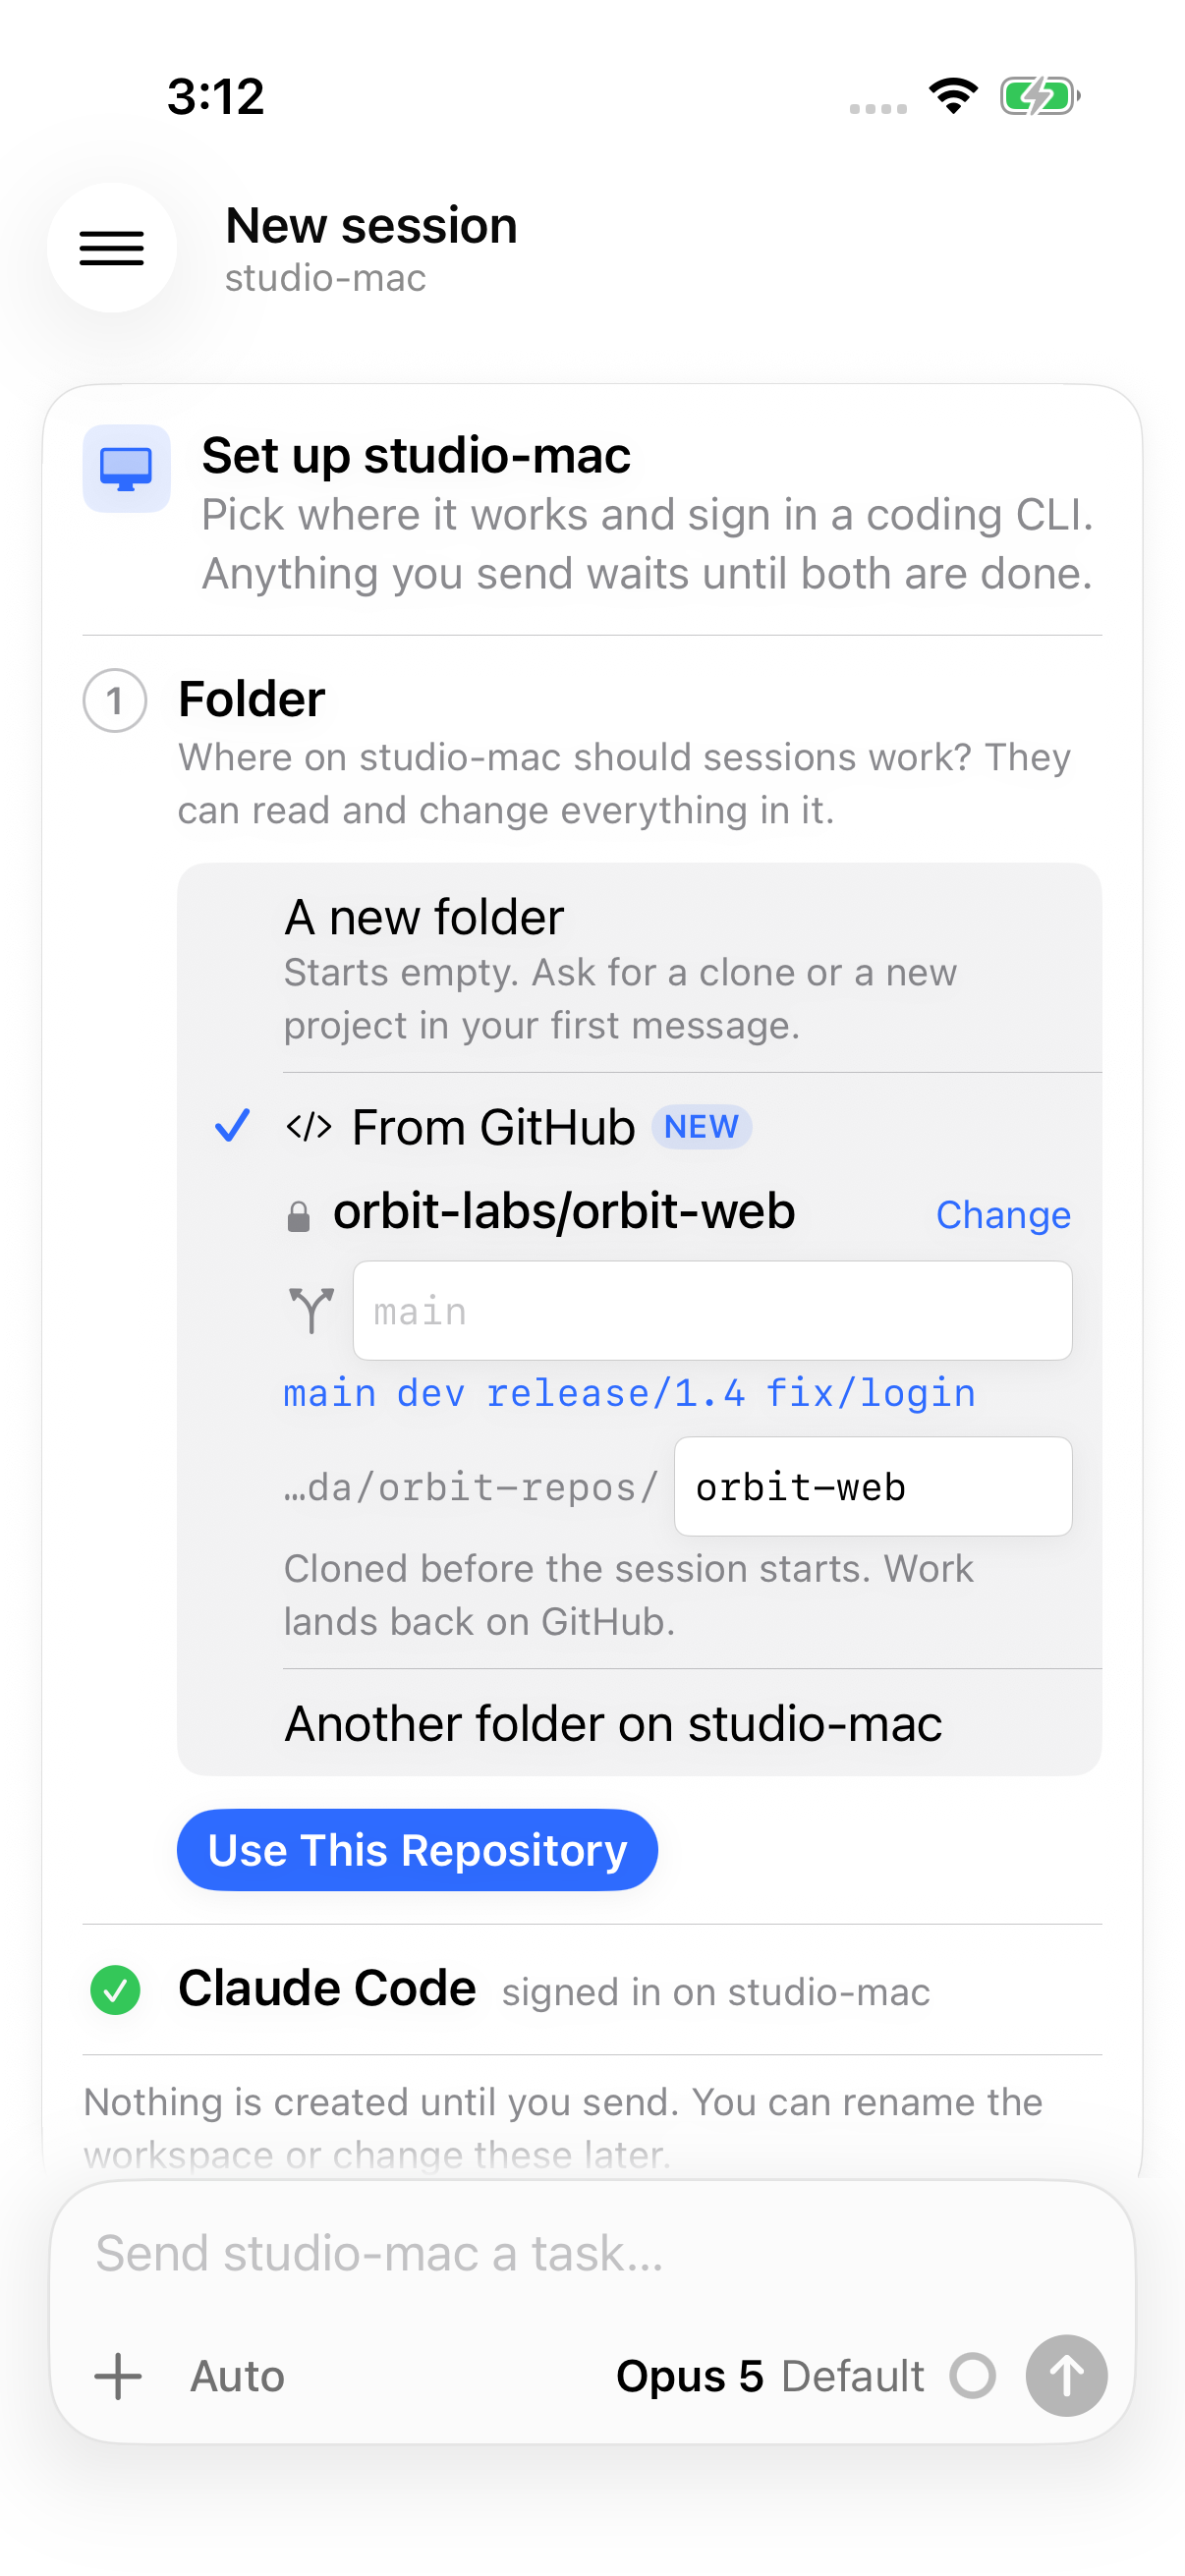 3:12
New session
studio-mac
Set up studio-mac
Pick where it works and sign in a coding CLI.
Anything you send waits until both are done.
1 Folder
Where on studio-mac should sessions work? They
can read and change everything in it.
A new folder
Starts empty. Ask for a clone or a new
project in your first message.
</> From GitHub NEW
orbit-labs/orbit-web Change
main
main dev release/1.4 fix/login
…da/orbit-repos/ orbit-web
Cloned before the session starts. Work
lands back on GitHub.
Another folder on studio-mac
Use This Repository
Claude Code signed in on studio-mac
Nothing is created until you send. You can rename the
workspace or change these later.
Send studio-mac a task...
Auto Opus 5 Default